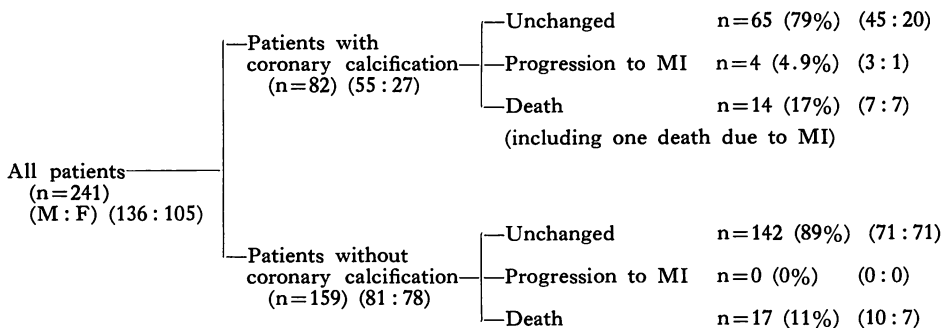 Unchanged n=65 (79%) (45 : 20)
Patients with
coronary calcification
(n=82) (55 : 27)
Progression to MI n=4 (4.9%) (3 : 1)
Death n=14 (17%) (7 : 7)
(including one death due to MI)
All patients
(n=241)
(M : F) (136 : 105)
Unchanged n=142 (89%) (71 : 71)
Patients without
coronary calcification
(n=159) (81 : 78)
Progression to MI n=0 (0%) (0 : 0)
Death n=17 (11%) (10 : 7)